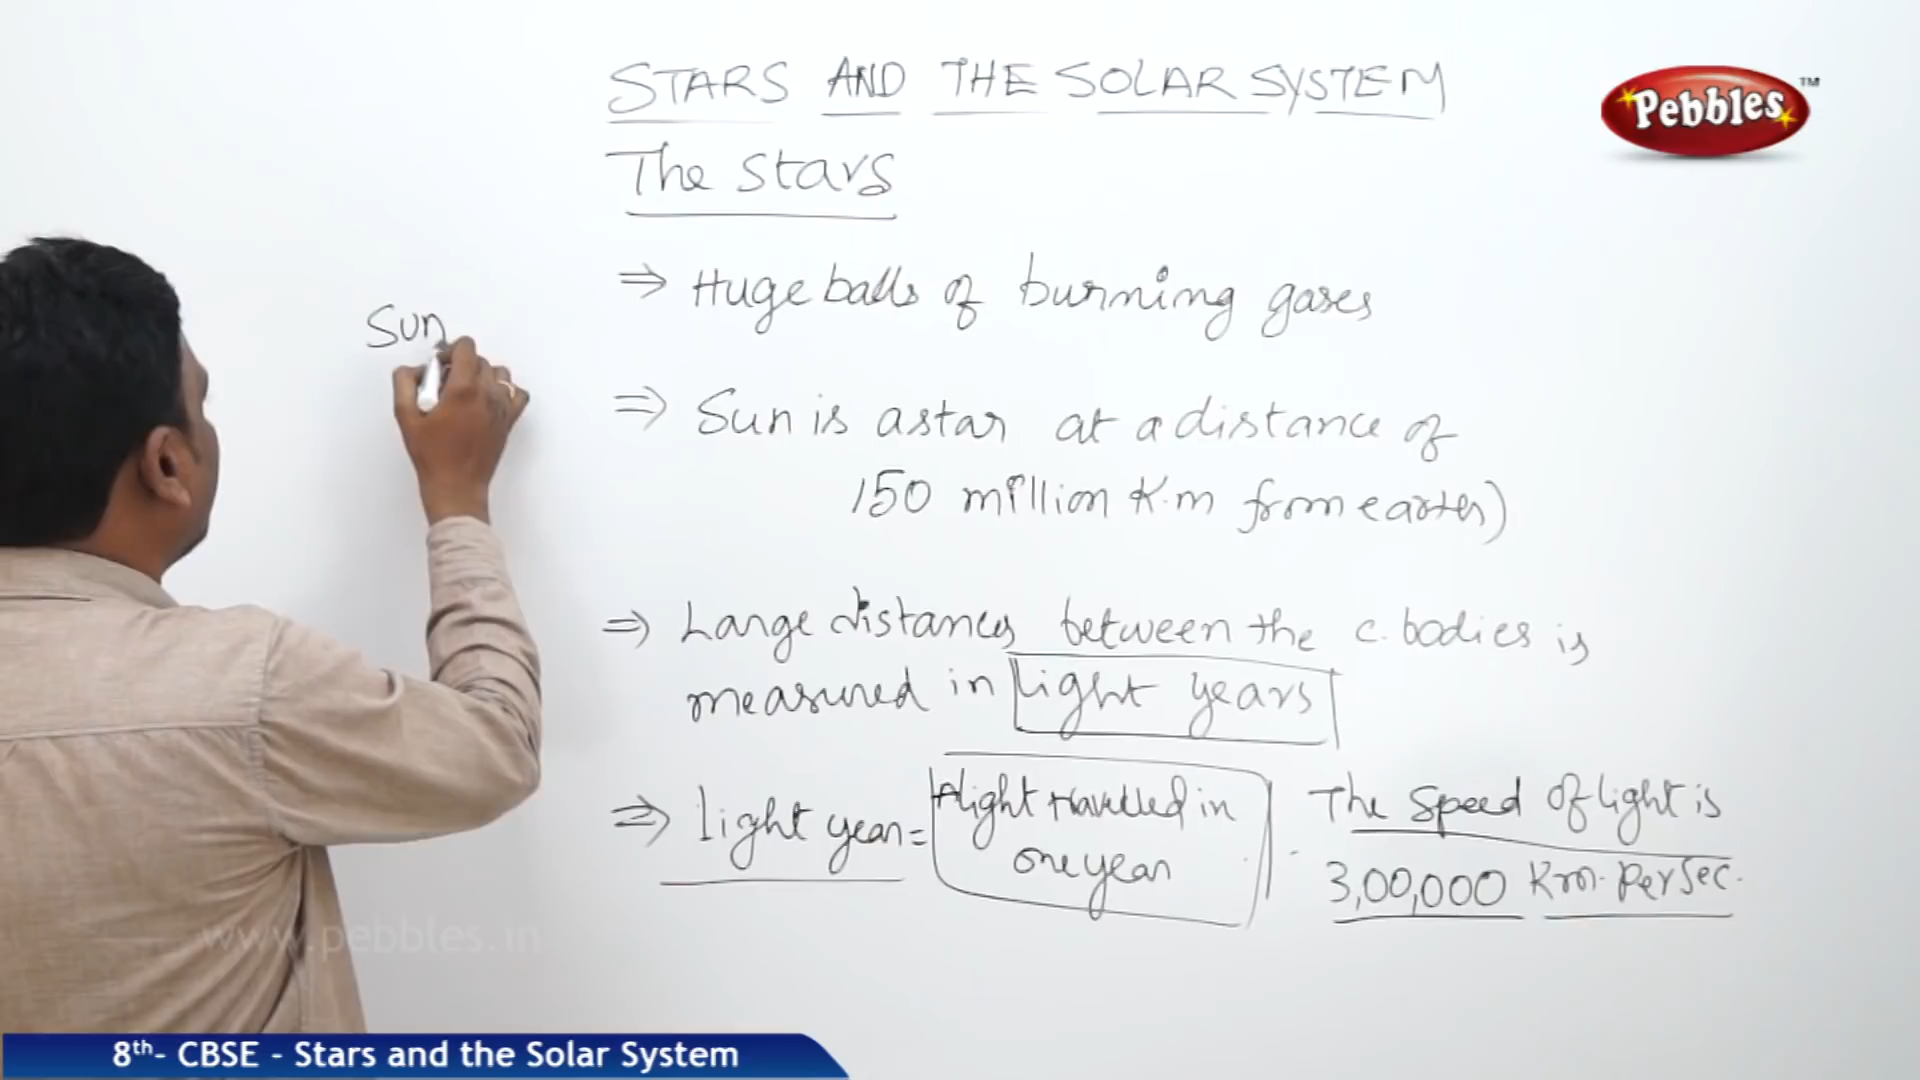 STARS AND THE SOLAR SYSTEM
Pebbles™
The stars
⇒ Huge balls of burning gases
Sun
⇒ Sun is a star at a distance of
150 million K.m from earth)
⇒ Large distances between the c. bodies is
measured in light years
⇒ light year = light travelled in
one year
The Speed Of light is
3,00,000 Km. Per Sec.
www.pebbles.in
8th- CBSE - Stars and the Solar System